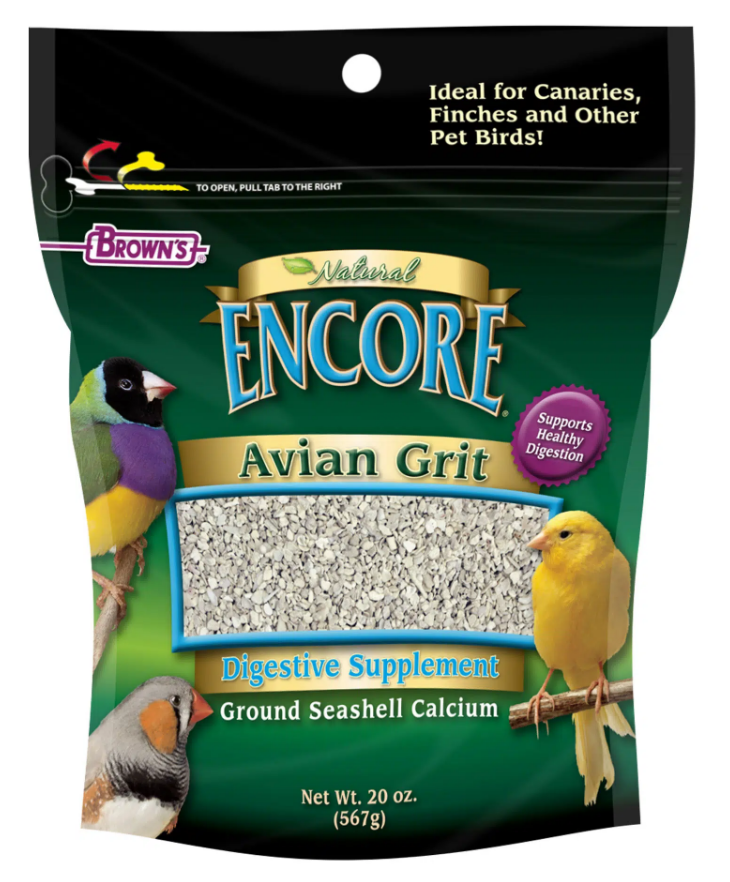 Ideal for Canaries,
Finches and Other
Pet Birds!
TO OPEN, PULL TAB TO THE RIGHT
BROWN'S®
Natural
ENCORE®
Avian Grit
Supports
Healthy
Digestion
Digestive Supplement
Ground Seashell Calcium
Net Wt. 20 oz.
(567g)